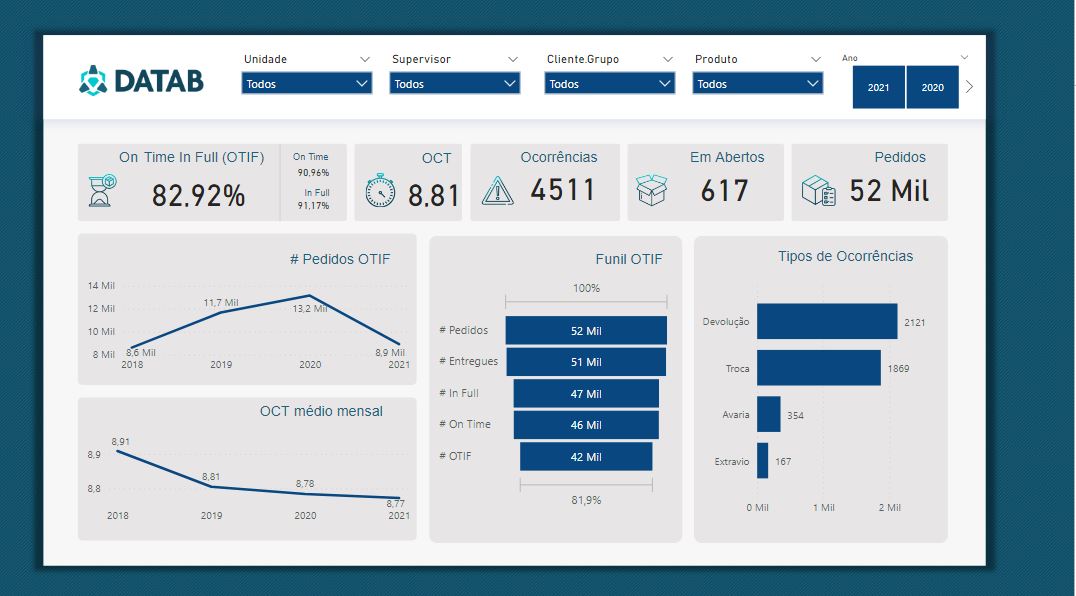 DATAB
Unidade
Todos
Supervisor
Todos
Cliente.Grupo
Todos
Produto
Todos
Ano
2021
2020
On Time In Full (OTIF)
82.92%
On Time
90,96%
In Full
91,17%
OCT
8,81
Ocorrências
4511
Em Abertos
617
Pedidos
52 Mil
# Pedidos OTIF
14 Mil
12 Mil
10 Mil
8 Mil
8,6 Mil
11,7 Mil
13,2 Mil
8,9 Mil
2018
2019
2020
2021
OCT médio mensal
8,9
8,8
8,91
8,81
8,78
8,77
2018
2019
2020
2021
Funil OTIF
100%
# Pedidos 52 Mil
# Entregues 51 Mil
# In Full 47 Mil
# On Time 46 Mil
# OTIF 42 Mil
81,9%
Tipos de Ocorrências
Devolução 2121
Troca 1869
Avaria 354
Extravio 167
0 Mil 1 Mil 2 Mil